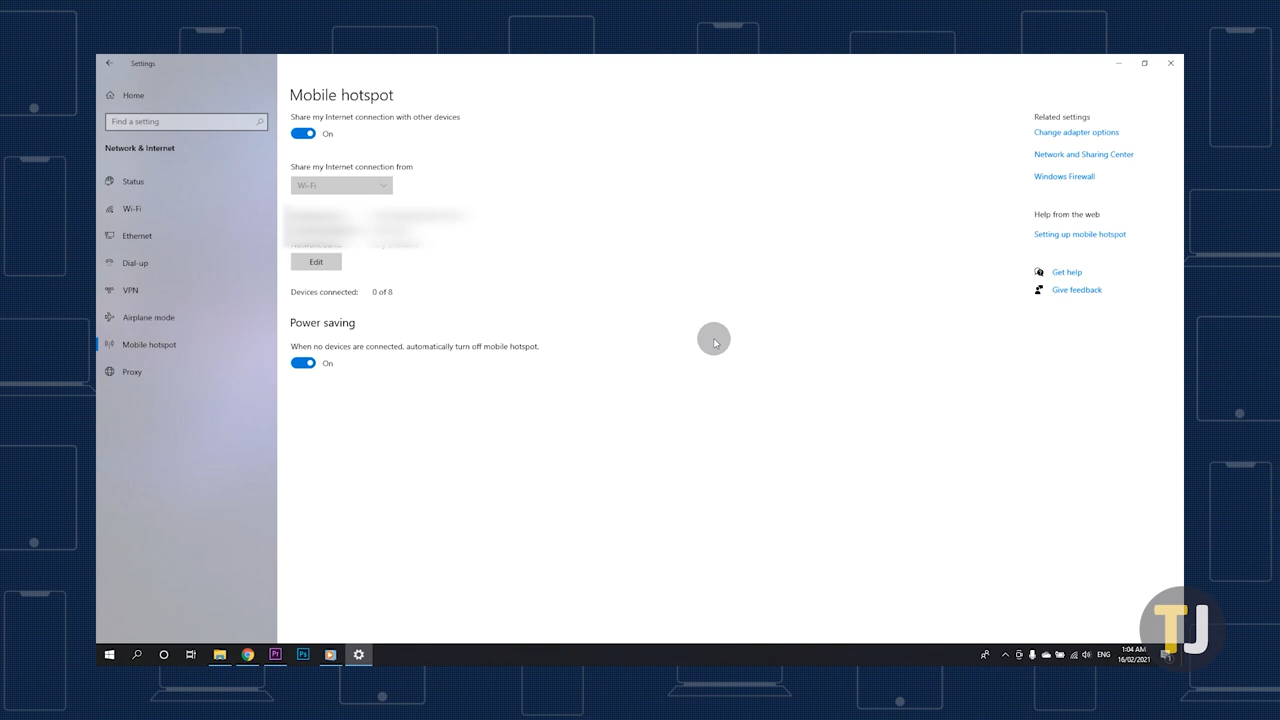 Settings
Home
Find a setting
Network & Internet
Status
Wi-Fi
Ethernet
Dial-up
VPN
Airplane mode
Mobile hotspot
Proxy
Mobile hotspot
Share my Internet connection with other devices
On
Share my Internet connection from
Wi-Fi
Edit
Devices connected: 0 of 8
Power saving
When no devices are connected, automatically turn off mobile hotspot.
On
Related settings
Change adapter options
Network and Sharing Center
Windows Firewall
Help from the web
Setting up mobile hotspot
Get help
Give feedback
Pr
Ps
ENG
1:04 AM
16/02/2021
1
TJ